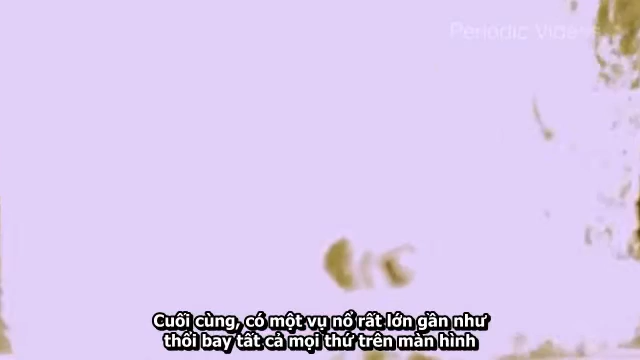 Periodic Videos
Cuối cùng, có một vụ nổ rất lớn gần như
thổi bay tất cả mọi thứ trên màn hình